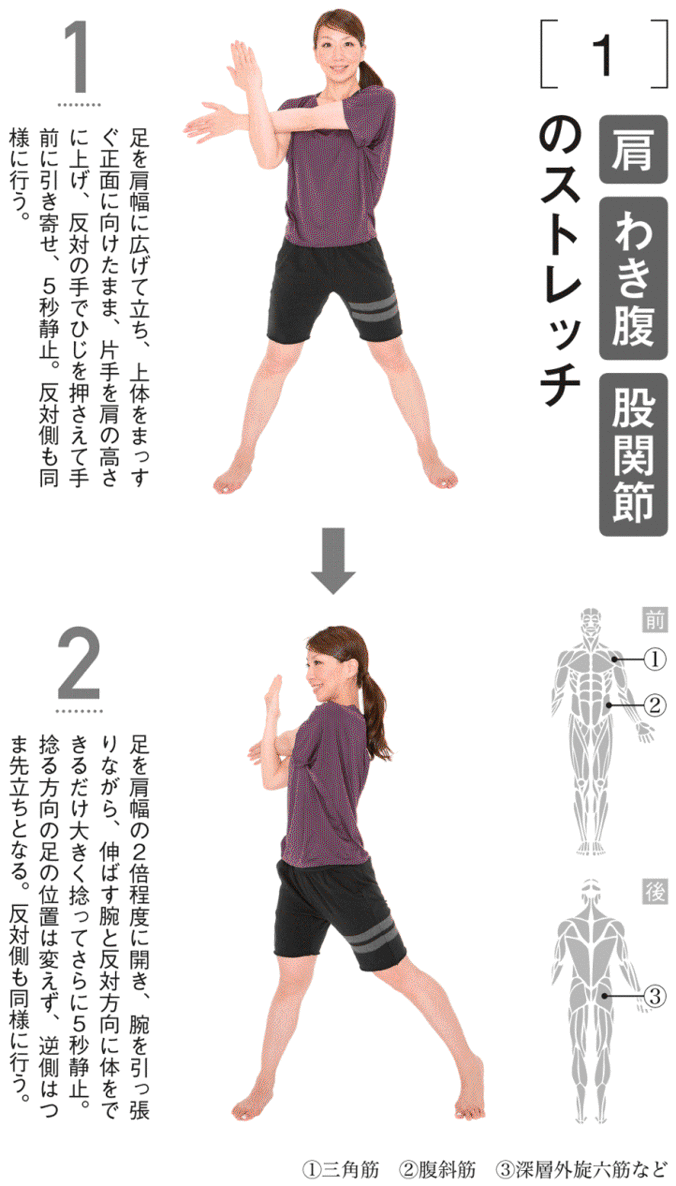 [1]
肩 わき腹 股関節
のストレッチ
1
足を肩幅に広げて立ち、上体をまっす
ぐ正面に向けたまま、片手を肩の高さ
に上げ、反対の手でひじを押さえて手
前に引き寄せ、5秒静止。反対側も同
様に行う。
2
足を肩幅の2倍程度に開き、腕を引っ張
りながら、伸ばす腕と反対方向に体をで
きるだけ大きく捻ってさらに5秒静止。
捻る方向の足の位置は変えず、逆側はつ
ま先立ちとなる。反対側も同様に行う。
前
①
②
後
③
①三角筋 ②腹斜筋 ③深層外旋六筋など